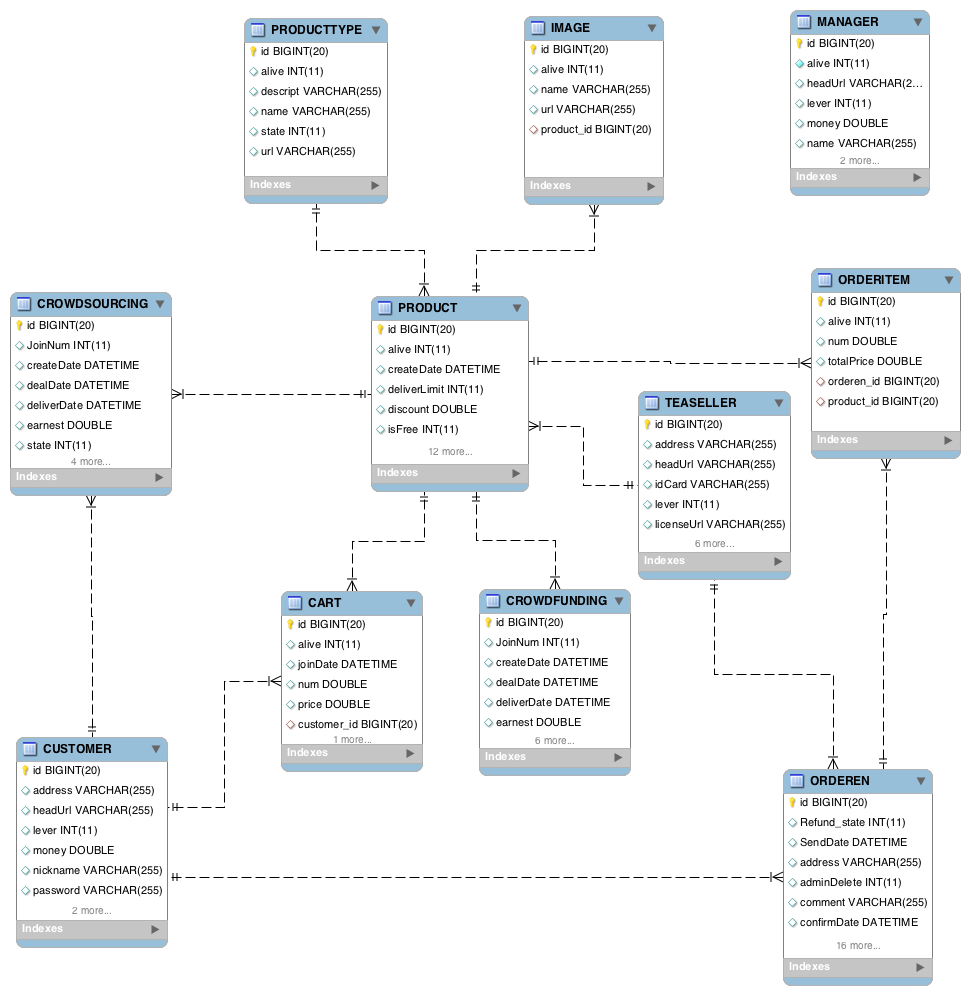 PRODUCTTYPE
id BIGINT(20)
alive INT(11)
descript VARCHAR(255)
name VARCHAR(255)
state INT(11)
url VARCHAR(255)
Indexes
IMAGE
id BIGINT(20)
alive INT(11)
name VARCHAR(255)
url VARCHAR(255)
product_id BIGINT(20)
Indexes
MANAGER
id BIGINT(20)
alive INT(11)
headUrl VARCHAR(2...
lever INT(11)
money DOUBLE
name VARCHAR(255)
2 more...
Indexes
CROWDSOURCING
id BIGINT(20)
JoinNum INT(11)
createDate DATETIME
dealDate DATETIME
deliverDate DATETIME
earnest DOUBLE
state INT(11)
4 more...
Indexes
PRODUCT
id BIGINT(20)
alive INT(11)
createDate DATETIME
deliverLimit INT(11)
discount DOUBLE
isFree INT(11)
12 more...
Indexes
ORDERITEM
id BIGINT(20)
alive INT(11)
num DOUBLE
totalPrice DOUBLE
orderen_id BIGINT(20)
product_id BIGINT(20)
Indexes
TEASELLER
id BIGINT(20)
address VARCHAR(255)
headUrl VARCHAR(255)
idCard VARCHAR(255)
lever INT(11)
licenseUrl VARCHAR(255)
6 more...
Indexes
CART
id BIGINT(20)
alive INT(11)
joinDate DATETIME
num DOUBLE
price DOUBLE
customer_id BIGINT(20)
1 more...
Indexes
CROWDFUNDING
id BIGINT(20)
JoinNum INT(11)
createDate DATETIME
dealDate DATETIME
deliverDate DATETIME
earnest DOUBLE
6 more...
Indexes
CUSTOMER
id BIGINT(20)
address VARCHAR(255)
headUrl VARCHAR(255)
lever INT(11)
money DOUBLE
nickname VARCHAR(255)
password VARCHAR(255)
2 more...
Indexes
ORDEREN
id BIGINT(20)
Refund_state INT(11)
SendDate DATETIME
address VARCHAR(255)
adminDelete INT(11)
comment VARCHAR(255)
confirmDate DATETIME
16 more...
Indexes